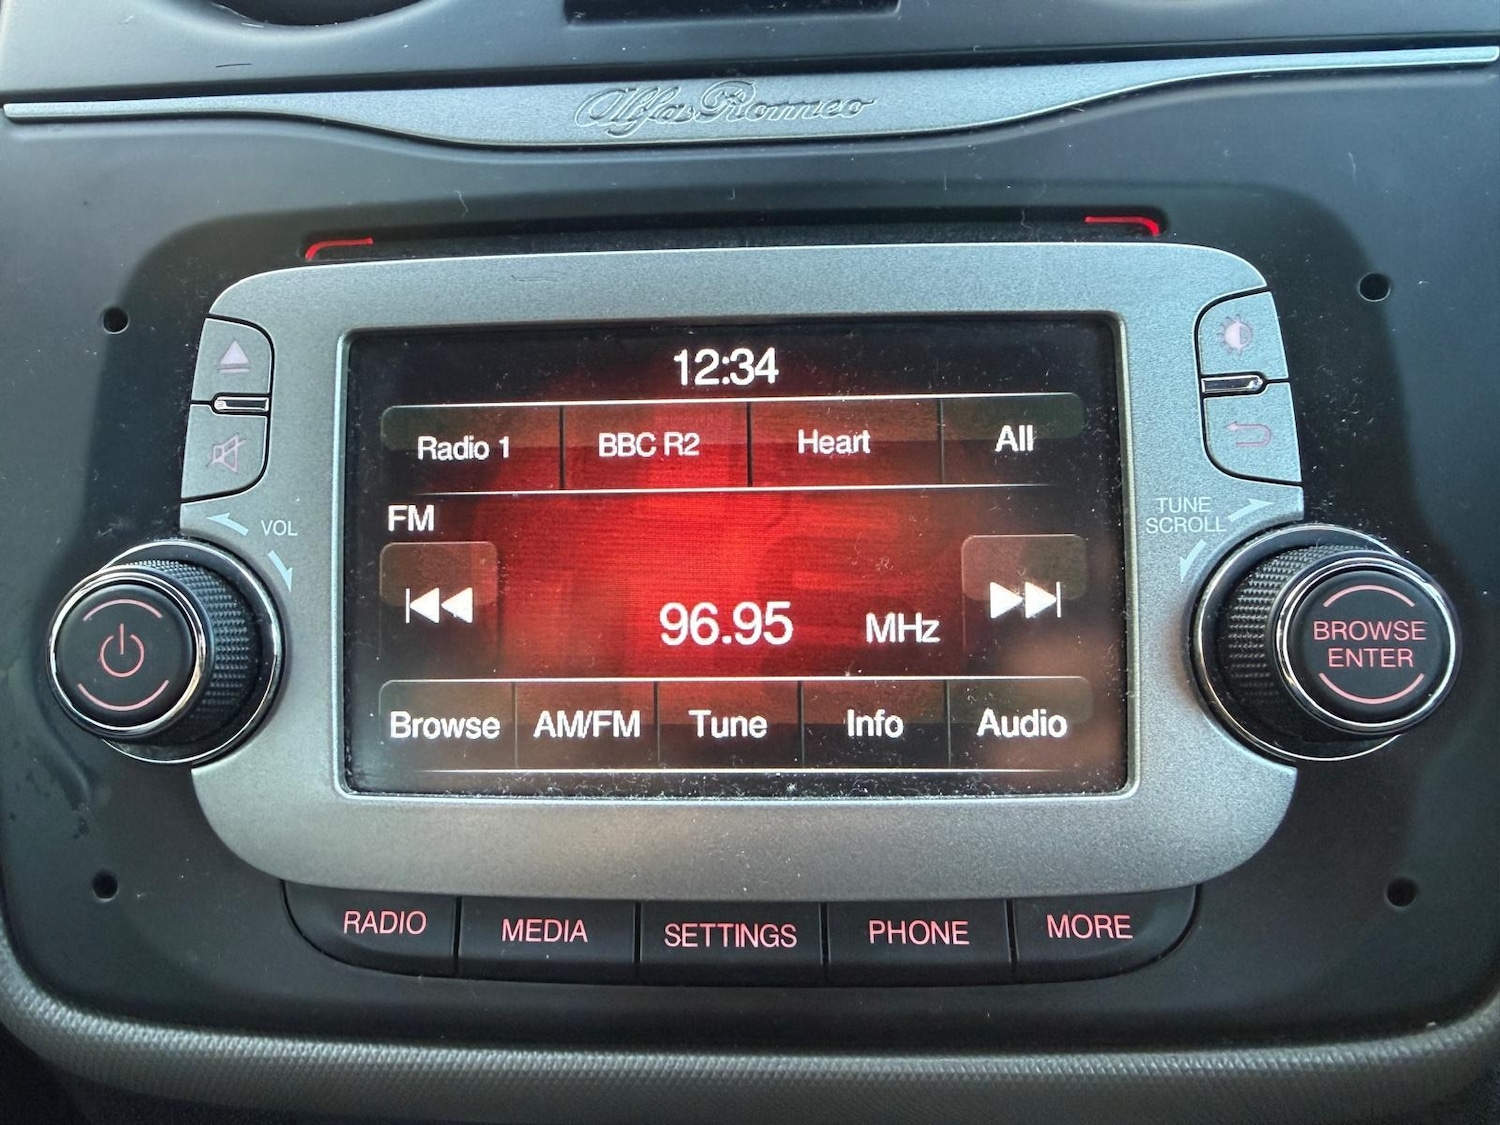 Alfa Romeo
12:34
Radio 1 BBC R2 Heart All
FM
VOL
TUNE
SCROLL
96.95 MHz
BROWSE
ENTER
Browse AM/FM Tune Info Audio
RADIO MEDIA SETTINGS PHONE MORE